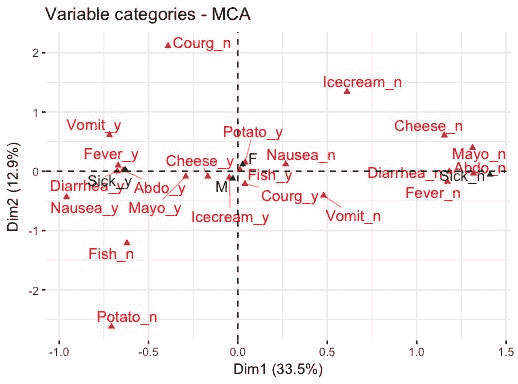 Variable categories - MCA
Courg_n
Icecream_n
Vomit_y
Cheese_n
Potato_y
Fever_y
Cheese_y
F
Nausea_n
Mayo_n
Fish_y
Diarrhea_n
Abdo_n
Sick_n
Diarrhea_y
Sick_y
Abdo_y
M
Fever_n
Courg_y
Nausea_y
Mayo_y
Icecream_y
Vomit_n
Fish_n
Potato_n
2
1
0
-1
-2
Dim2 (12.9%)
-1.0 -0.5 0.0 0.5 1.0 1.5
Dim1 (33.5%)